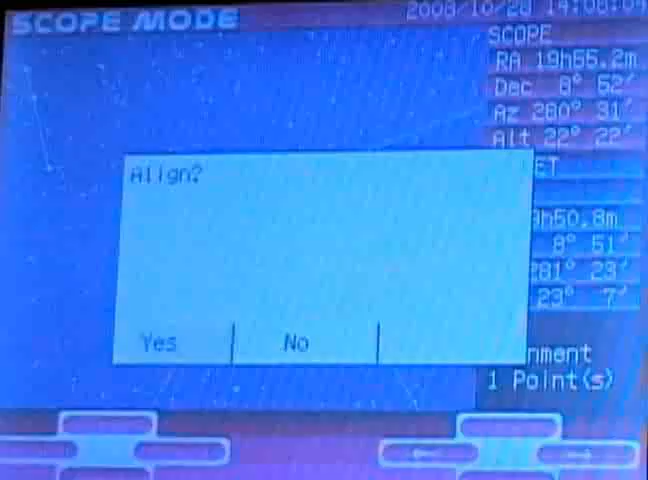 SCOPE MODE
2008/10/28 14:08:04
SCOPE
RA 19h55.2m
Dec 8° 52'
Az 280° 31'
Alt 22° 22'
ET
9h50.8m
8° 51'
281° 23'
23° 7'
nment
1 Point(s)
Align?
Yes
No